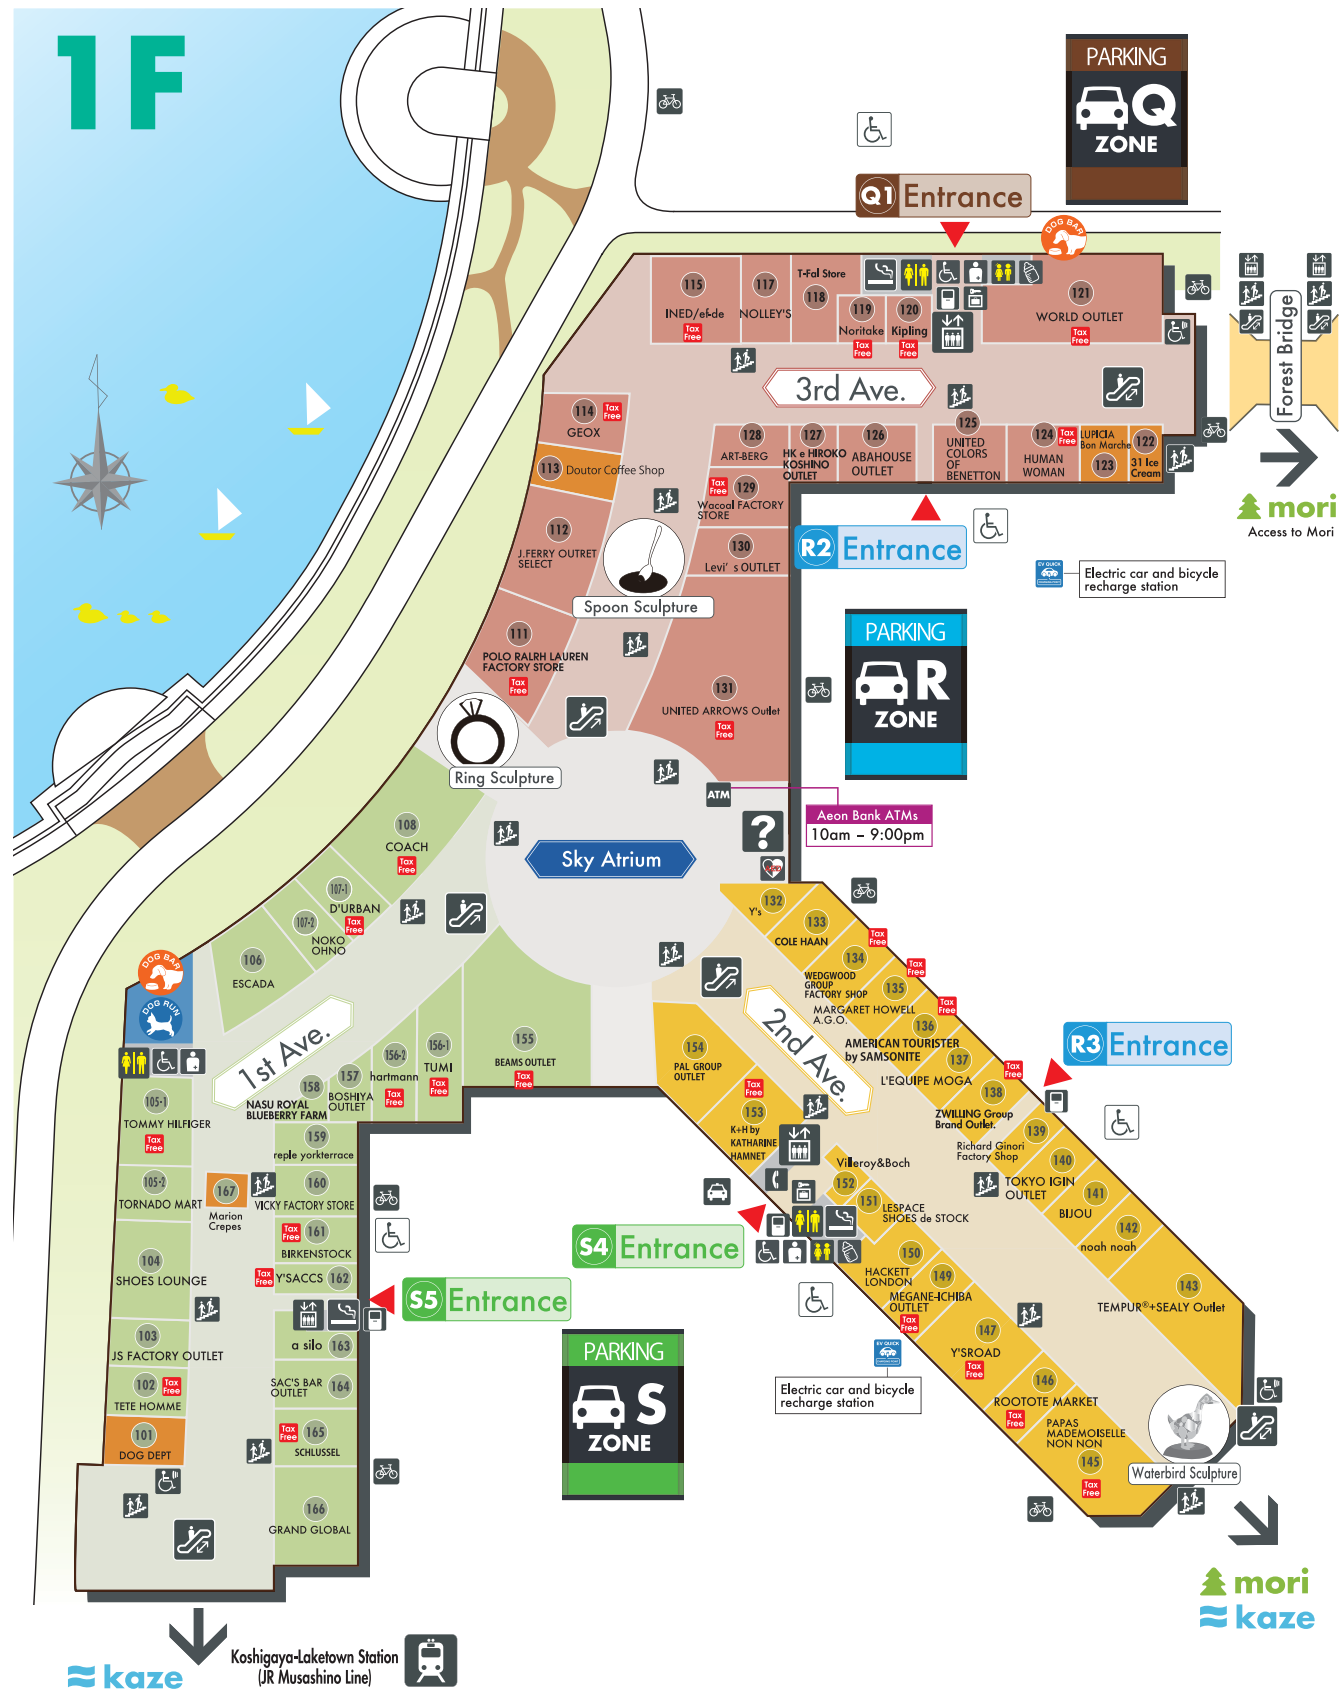 1F
PARKING
Q
ZONE
Q1 Entrance
DOG BAR
115
INED/ef-de
Tax
Free
117
NOLLEY'S
T-Fal Store
118
119
Noritake
Tax
Free
120
Kipling
Tax
Free
121
WORLD OUTLET
Tax
Free
Forest Bridge
3rd Ave.
114
Tax
Free
GEOX
113
Doutor Coffee Shop
112
J.FERRY OUTRET
SELECT
128
ART-BERG
127
HK e HIROKO
KOSHINO
OUTLET
126
ABAHOUSE
OUTLET
125
UNITED
COLORS
OF
BENETTON
124
Tax
Free
HUMAN
WOMAN
LUPICIA
Bon Marche
123
122
31 Ice
Cream
Tax
Free
129
Wacoal FACTORY
STORE
130
Levi' s OUTLET
mori
Access to Mori
R2 Entrance
EV QUICK
Electric car and bicycle
recharge station
Spoon Sculpture
111
POLO RALRH LAUREN
FACTORY STORE
Tax
Free
131
UNITED ARROWS Outlet
Tax
Free
PARKING
R
ZONE
Ring Sculpture
ATM
Aeon Bank ATMs
10am – 9:00pm
?
Sky Atrium
108
COACH
Tax
Free
107-1
D'URBAN
Tax
Free
107-2
NOKO
OHNO
106
ESCADA
DOG BAR
DOG RUN
1st Ave.
132
Y's
133
COLE HAAN
Tax
Free
134
WEDGWOOD
GROUP
FACTORY SHOP
Tax
Free
135
MARGARET HOWELL
A.G.O.
Tax
Free
136
AMERICAN TOURISTER
by SAMSONITE
137
L'EQUIPE MOGA
Tax
Free
138
ZWILLING Group
Brand Outlet.
139
Richard Ginori
Factory Shop
140
TOKYO IGIN
OUTLET
141
BIJOU
142
noah noah
143
TEMPUR®+SEALY Outlet
R3 Entrance
2nd Ave.
154
PAL GROUP
OUTLET
Tax
Free
153
K+H by
KATHARINE
HAMNET
Villeroy&Boch
152
151
LESPACE
SHOES de STOCK
150
HACKETT
LONDON
149
MEGANE-ICHIBA
OUTLET
Tax
Free
147
Y'SROAD
Tax
Free
146
ROOTOTE MARKET
Tax
Free
PAPAS
MADEMOISELLE
NON NON
145
Tax
Free
Waterbird Sculpture
155
BEAMS OUTLET
Tax
Free
156-1
TUMI
Tax
Free
156-2
hartmann
Tax
Free
157
BOSHIYA
OUTLET
158
NASU ROYAL
BLUEBERRY FARM
159
reple yorkterrace
160
VICKY FACTORY STORE
Tax
Free
161
BIRKENSTOCK
Tax
Free
Y'SACCS
162
a silo
163
SAC'S BAR
OUTLET
164
Tax
Free
165
SCHLUSSEL
166
GRAND GLOBAL
105-1
TOMMY HILFIGER
Tax
Free
105-2
TORNADO MART
167
Marion
Crepes
104
SHOES LOUNGE
103
JS FACTORY OUTLET
102
Tax
Free
TETE HOMME
101
DOG DEPT
S4 Entrance
S5 Entrance
PARKING
S
ZONE
EV QUICK
Electric car and bicycle
recharge station
mori
kaze
Koshigaya-Laketown Station
(JR Musashino Line)
kaze